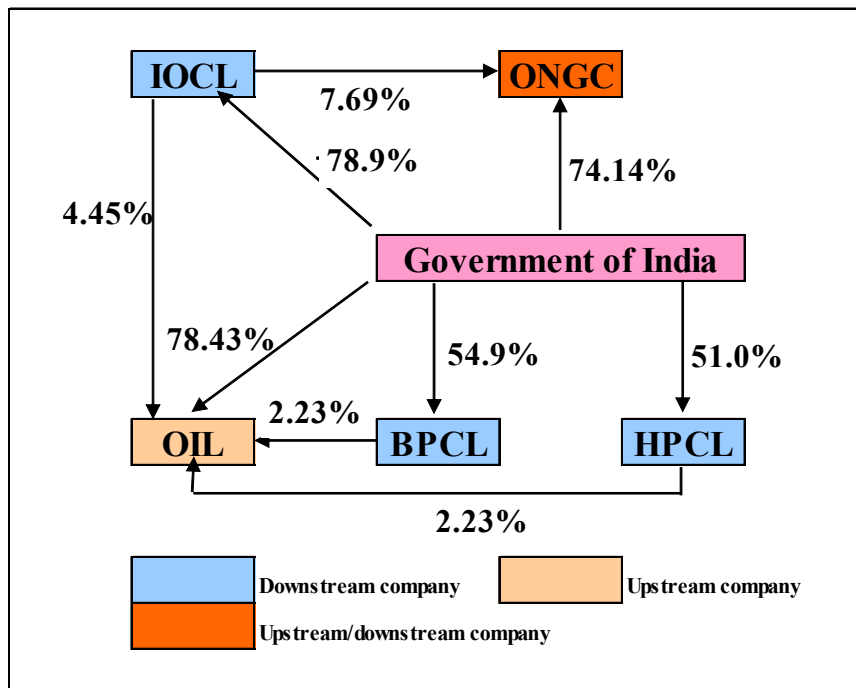 IOCL
ONGC
7.69%
78.9%
74.14%
4.45%
Government of India
78.43%
54.9%
51.0%
2.23%
OIL
BPCL
HPCL
2.23%
Downstream company
Upstream company
Upstream/downstream company